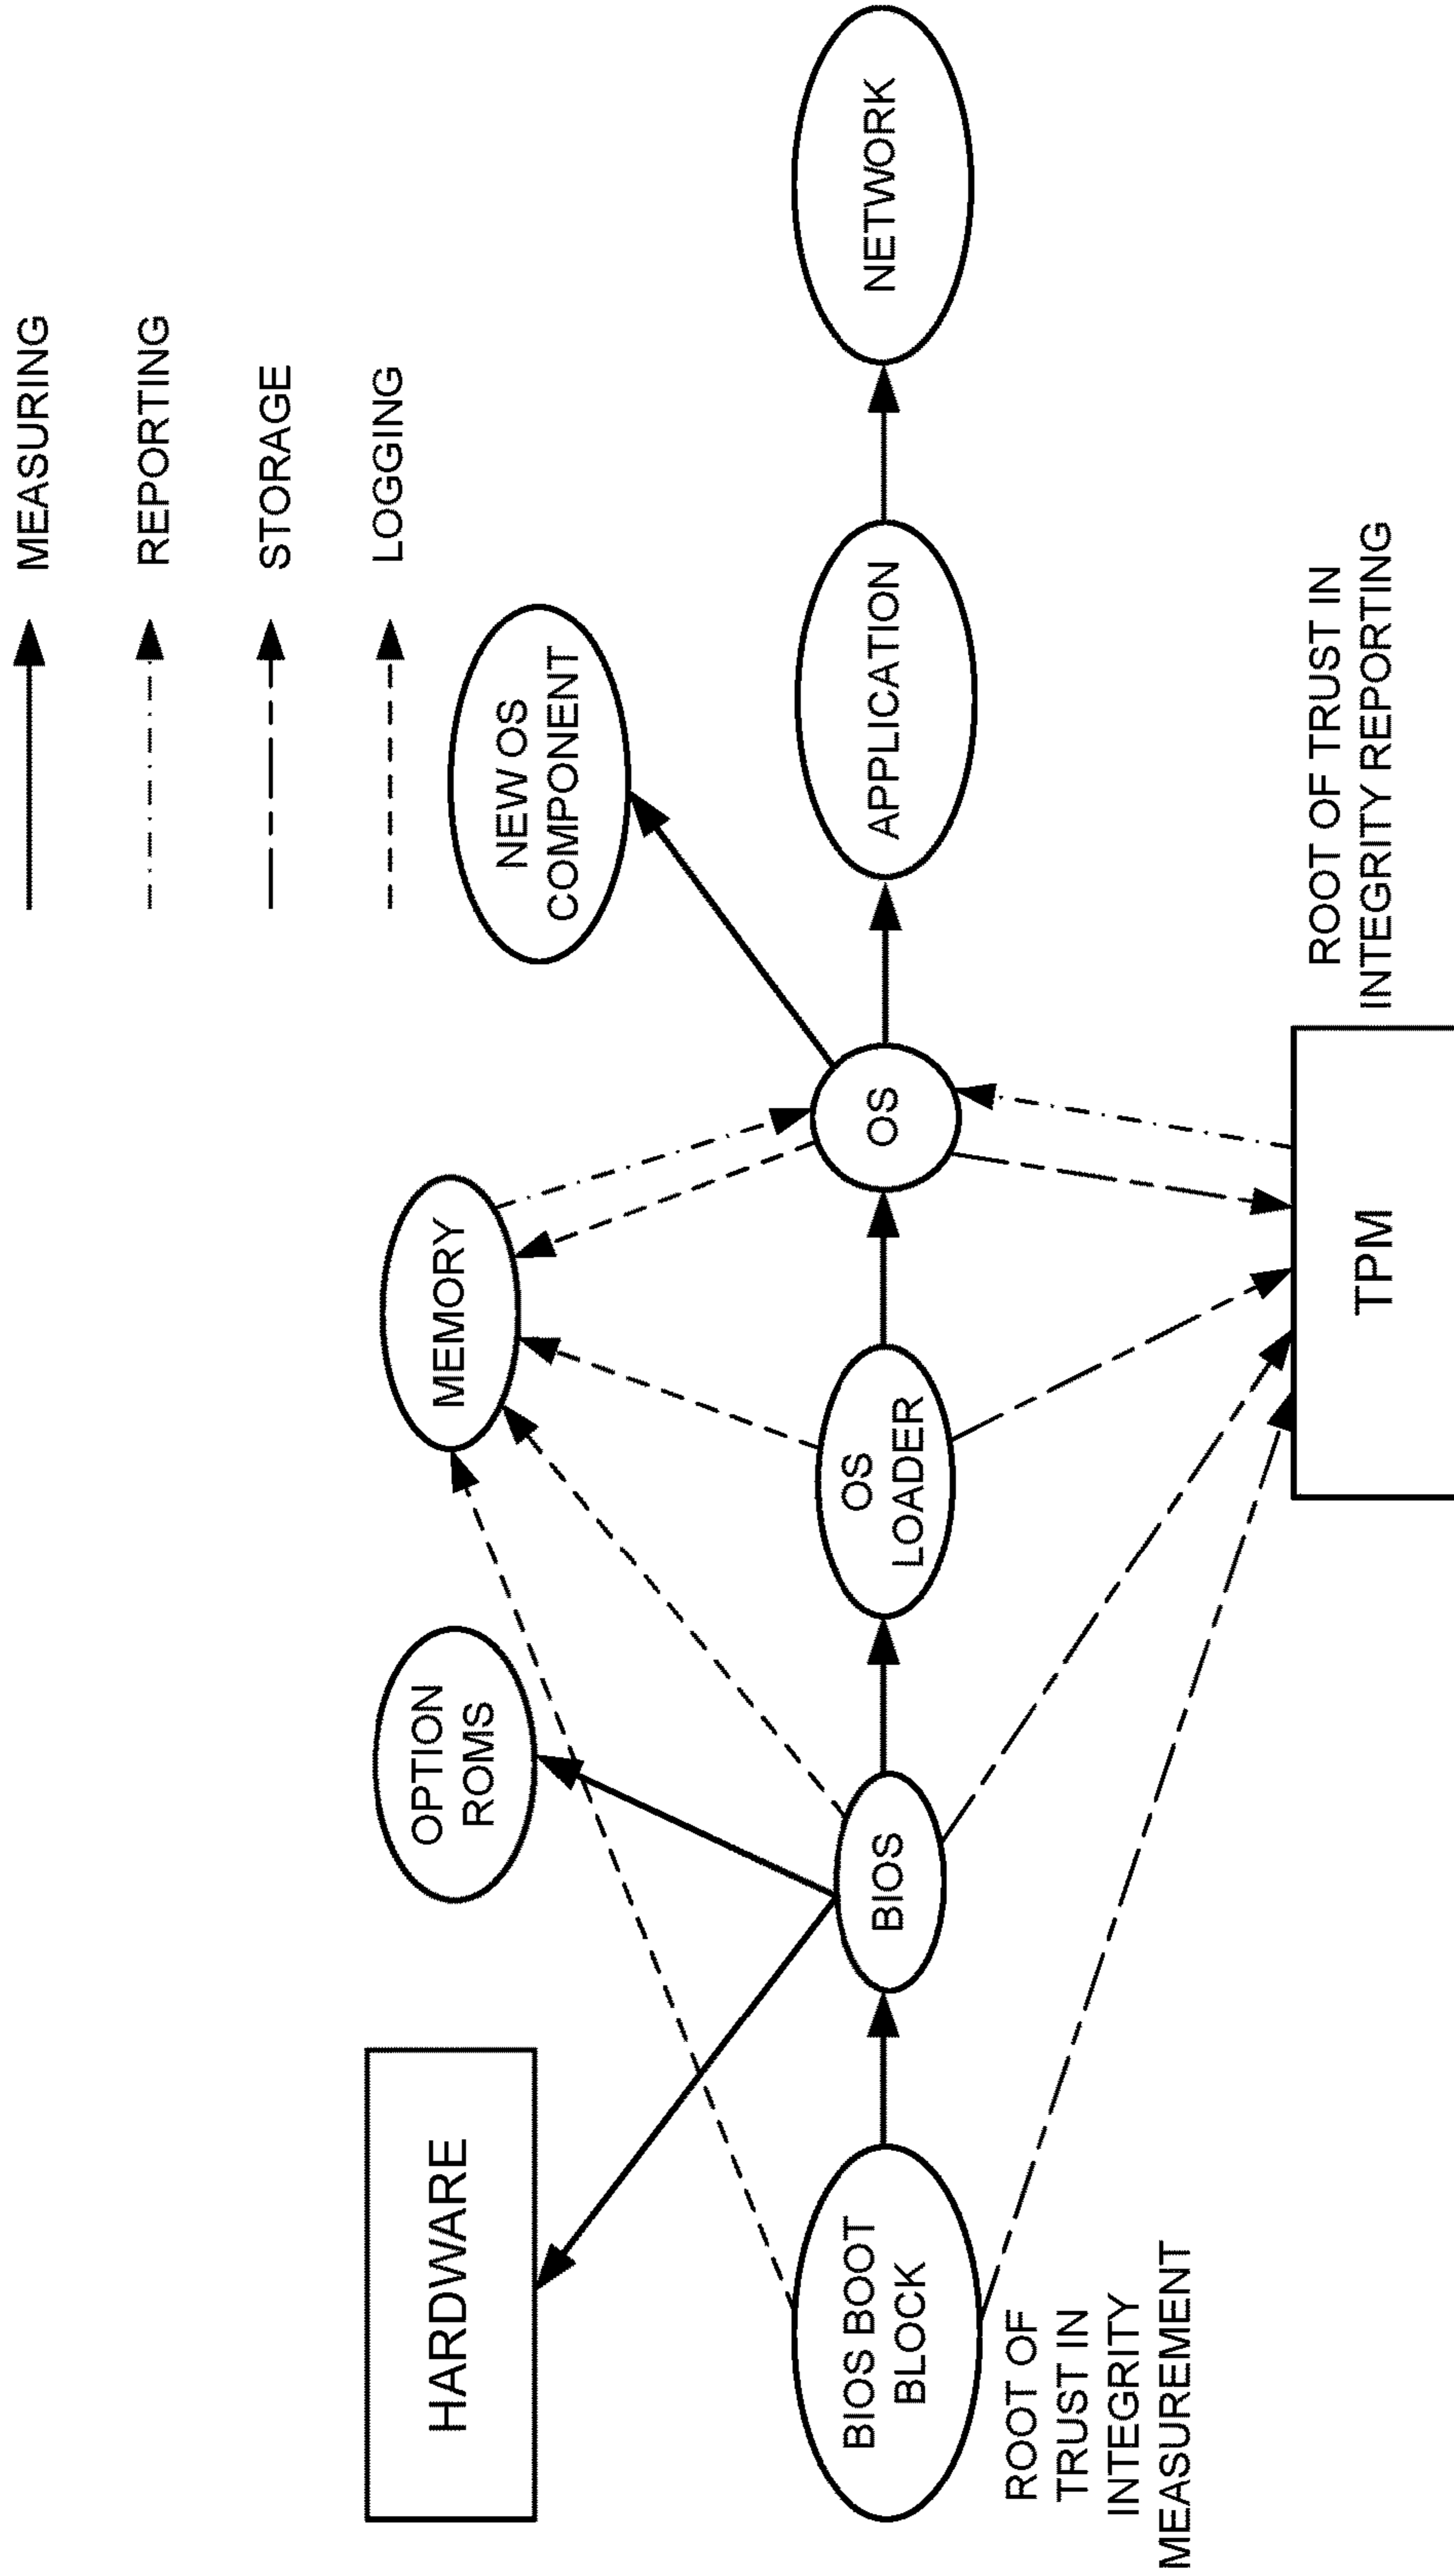 MEASURING
REPORTING
STORAGE
LOGGING
HARDWARE
OPTION
ROMS
MEMORY
NEW OS
COMPONENT
BIOS BOOT
BLOCK
BIOS
OS
LOADER
OS
APPLICATION
NETWORK
ROOT OF
TRUST IN
INTEGRITY
MEASUREMENT
TPM
ROOT OF TRUST IN
INTEGRITY REPORTING